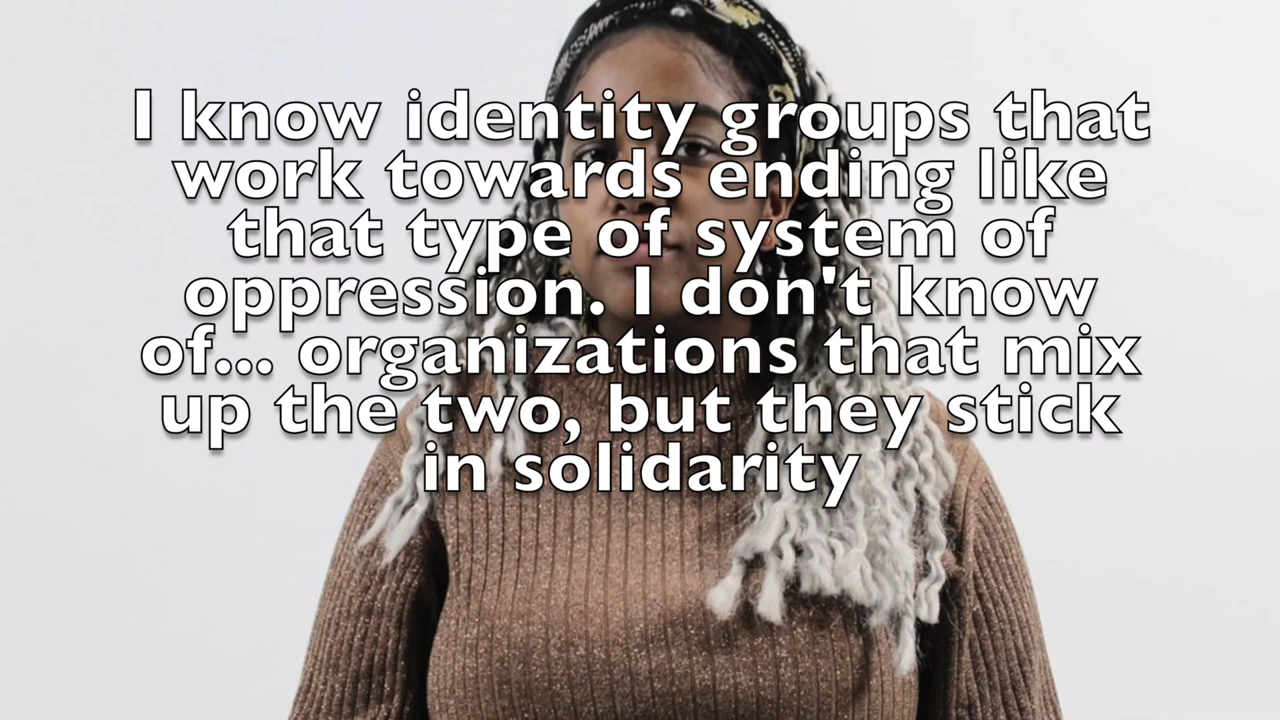 I know identity groups that
work towards ending like
that type of system of
oppression. I don't know
of... organizations that mix
up the two, but they stick
in solidarity